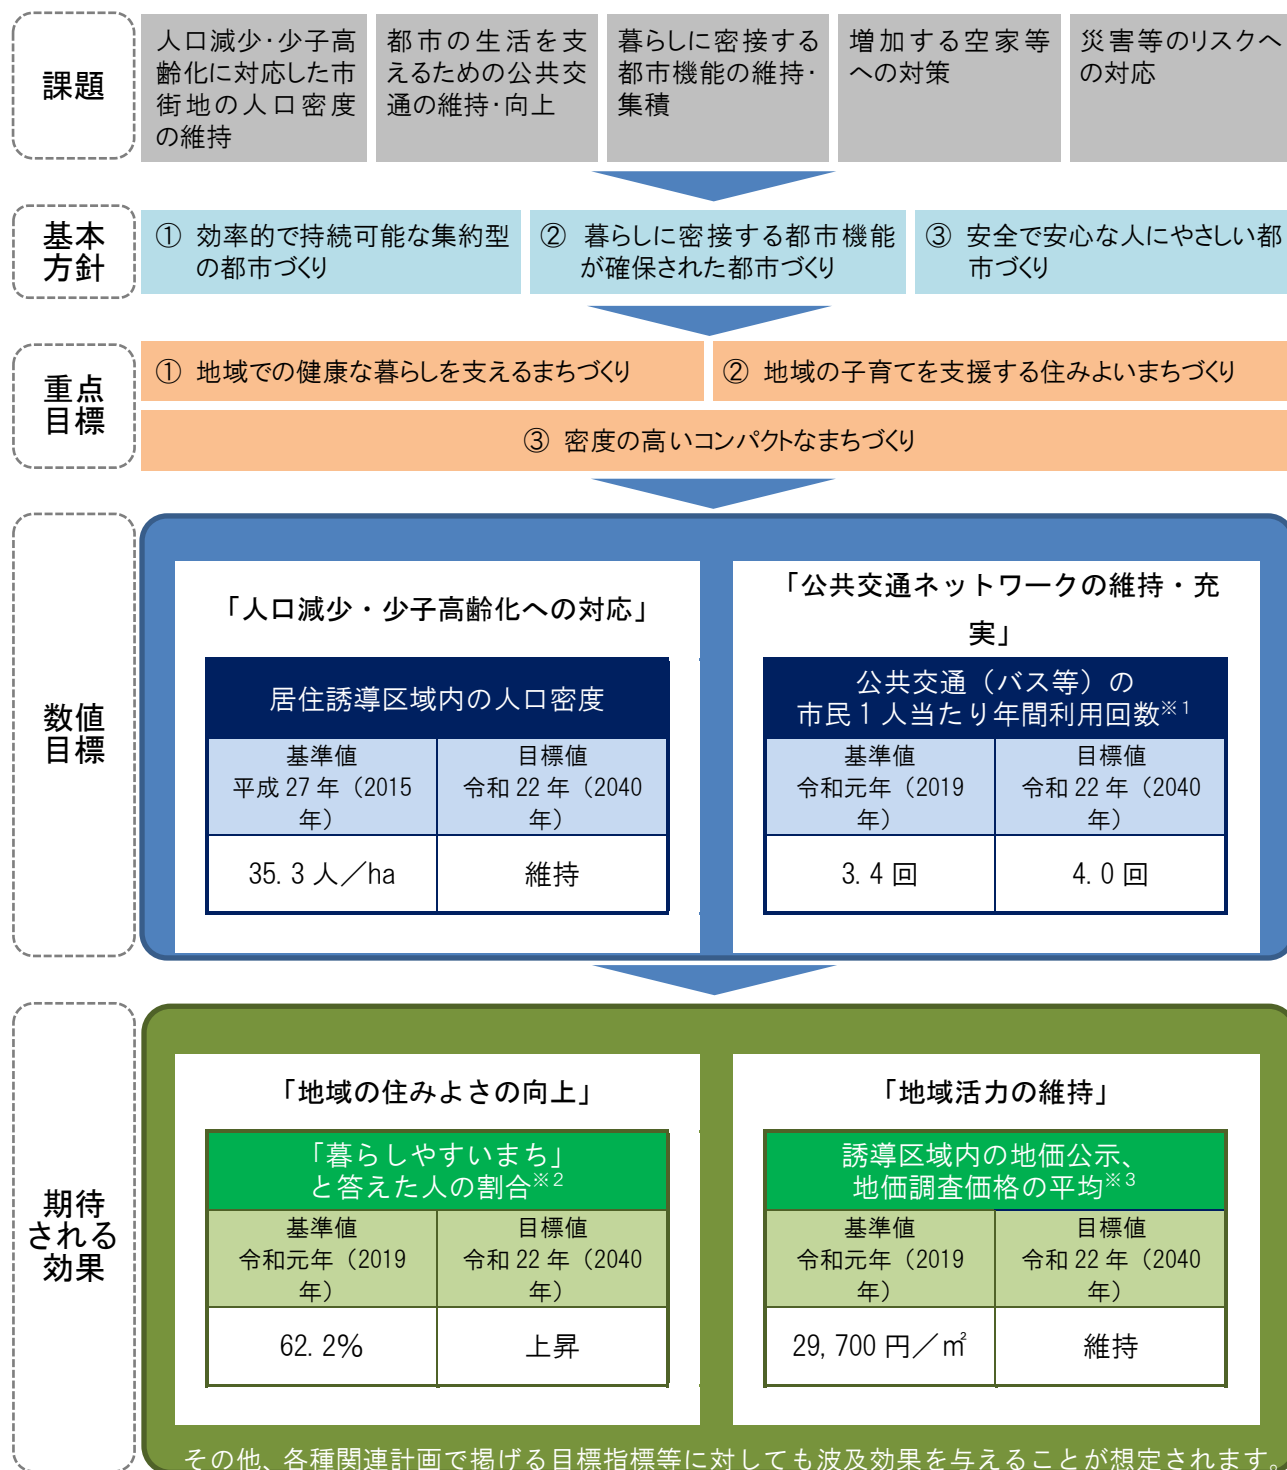 課題
人口減少・少子高
齢化に対応した市
街地の人口密度
の維持
都市の生活を支
えるための公共交
通の維持・向上
暮らしに密接する
都市機能の維持・
集積
増加する空家等
への対策
災害等のリスクへ
の対応
基本
方針
① 効率的で持続可能な集約型
の都市づくり
② 暮らしに密接する都市機能
が確保された都市づくり
③ 安全で安心な人にやさしい都
市づくり
重点
目標
① 地域での健康な暮らしを支えるまちづくり
② 地域の子育てを支援する住みよいまちづくり
③ 密度の高いコンパクトなまちづくり
数値
目標
「人口減少・少子高齢化への対応」
居住誘導区域内の人口密度
基準値
平成 27 年（2015
年）
目標値
令和 22 年（2040
年）
35.3 人／ha
維持
「公共交通ネットワークの維持・充
実」
公共交通（バス等）の
市民１人当たり年間利用回数※1
基準値
令和元年（2019
年）
目標値
令和 22 年（2040
年）
3.4 回
4.0 回
期待
される
効果
「地域の住みよさの向上」
「暮らしやすいまち」
と答えた人の割合※2
基準値
令和元年（2019
年）
目標値
令和 22 年（2040
年）
62.2%
上昇
「地域活力の維持」
誘導区域内の地価公示、
地価調査価格の平均※3
基準値
令和元年（2019
年）
目標値
令和 22 年（2040
年）
29,700 円／㎡
維持
その他、各種関連計画で掲げる目標指標等に対しても波及効果を与えることが想定されます。